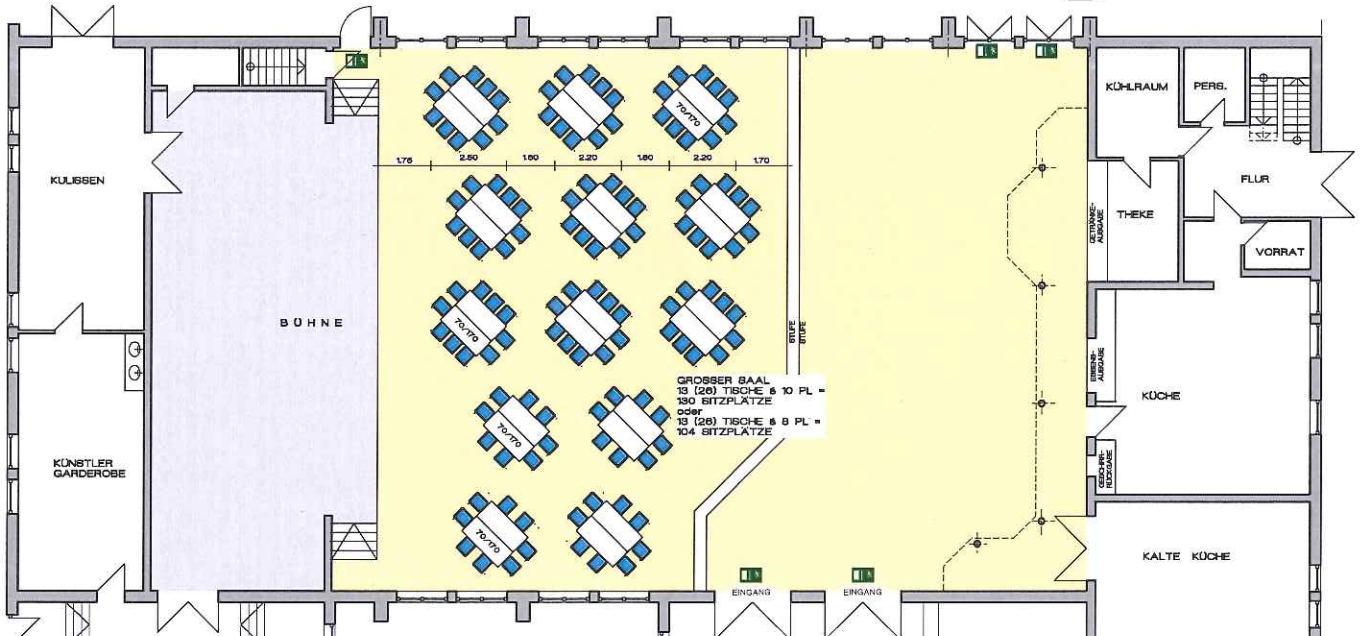 KÜHLRAUM
PERS.
70/170
1.76
2.50
1.60
2.20
1.80
2.20
1.70
KULISSEN
FLUR
GETRÄNKE-
AUSGABE
THEKE
VORRAT
BÜHNE
70/170
STUFE
STUFE
ESSENS-
AUSGABE
GROSSER SAAL
13 (26) TISCHE á 10 PL =
130 SITZPLÄTZE
oder
13 (26) TISCHE á 8 PL =
104 SITZPLÄTZE
KÜCHE
70/170
KÜNSTLER
GARDEROBE
GESCHIRR-
RÜCKGABE
70/170
KALTE KÜCHE
EINGANG
EINGANG